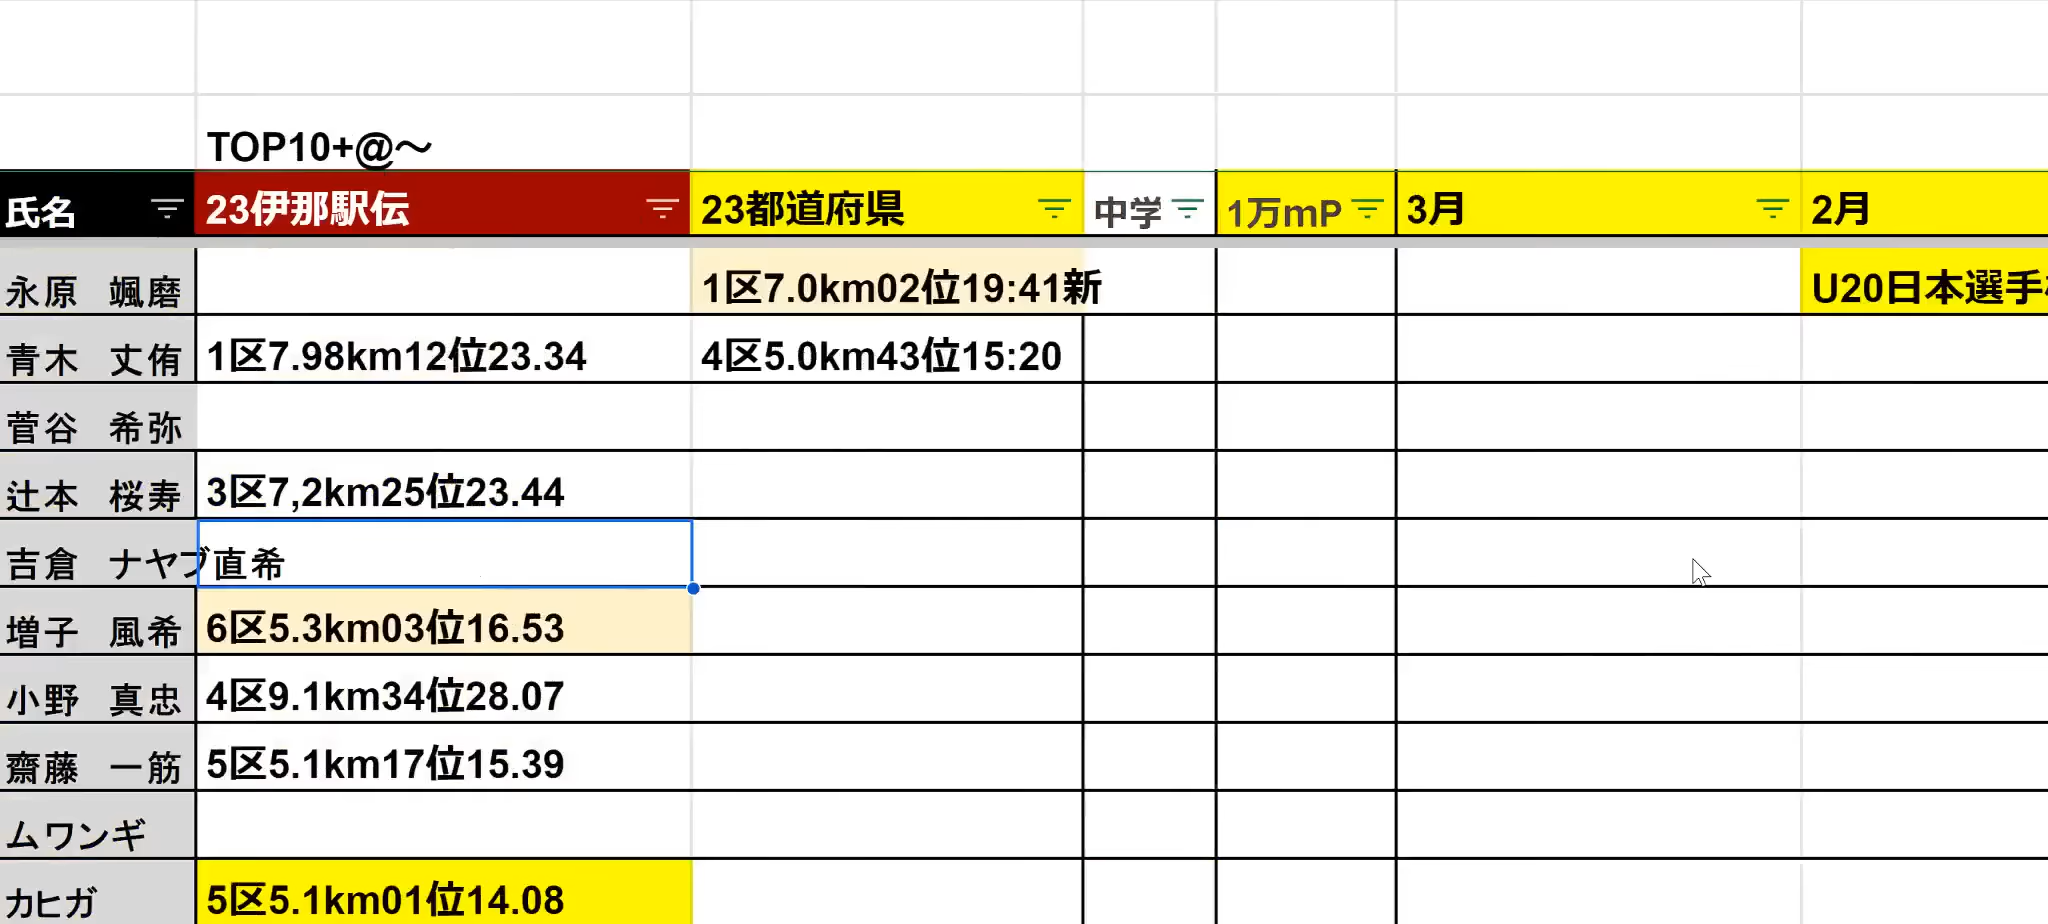 TOP10+@～
氏名 23伊那駅伝 23都道府県 中学 1万mP 3月 2月
永原 颯磨 1区7.0km02位19:41新 U20日本選手
青木 丈侑 1区7.98km12位23.34 4区5.0km43位15:20
菅谷 希弥
辻本 桜寿 3区7,2km25位23.44
吉倉 ナヤブ直希
増子 風希 6区5.3km03位16.53
小野 真忠 4区9.1km34位28.07
齋藤 一筋 5区5.1km17位15.39
ムワンギ
カヒガ 5区5.1km01位14.08